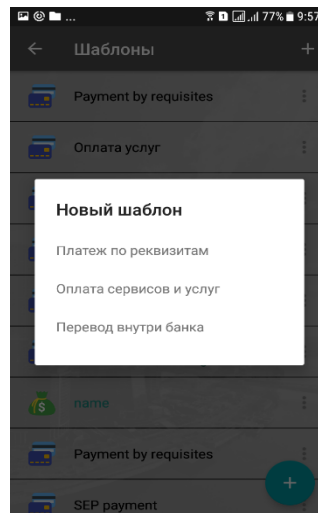 ... 77% 9:57
Шаблоны
Payment by requisites
Оплата услуг
Новый шаблон
Платеж по реквизитам
Оплата сервисов и услуг
Перевод внутри банка
name
Payment by requisites
SEP payment